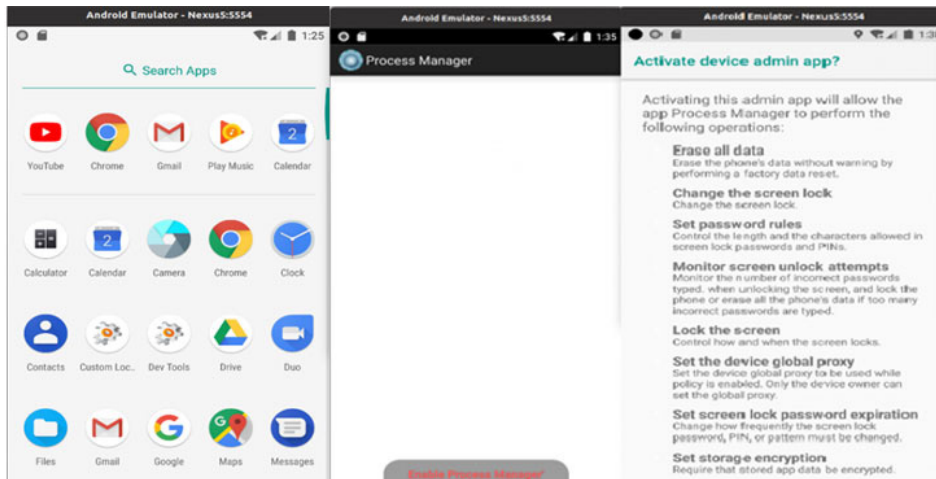 Android Emulator - Nexus5:5554
1:25
Search Apps
YouTube
Chrome
Gmail
Play Music
2
Calendar
Calculator
2
Calendar
Camera
Chrome
Clock
Contacts
Custom Loc..
Dev Tools
Drive
Duo
Files
Gmail
Google
Maps
Messages
Android Emulator - Nexus5:5554
1:35
Process Manager
Enable Process Manager"
Android Emulator - Nexus5:5554
Activate device admin app?
Activating this admin app will allow the
app Process Manager to perform the
following operations:
Erase all data
Erase the phone's data without warning by
performing a factory data reset.
Change the screen lock
Change the screen lock.
Set password rules
Control the length and the characters allowed in
screen lock passwords and PINs.
Monitor screen unlock attempts
Monitor the number of incorrect passwords
typed. when unlocking the screen, and lock the
phone or erase all the phone's data if too many
incorrect passwords are typed.
Lock the screen
Control how and when the screen locks.
Set the device global proxy
Set the device global proxy to be used while
policy is enabled. Only the device owner can
set the global proxy.
Set screen lock password expiration
Change how frequently the screen lock
password, PIN, or pattern must be changed.
Set storage encryption
Require that stored app data be encrypted.